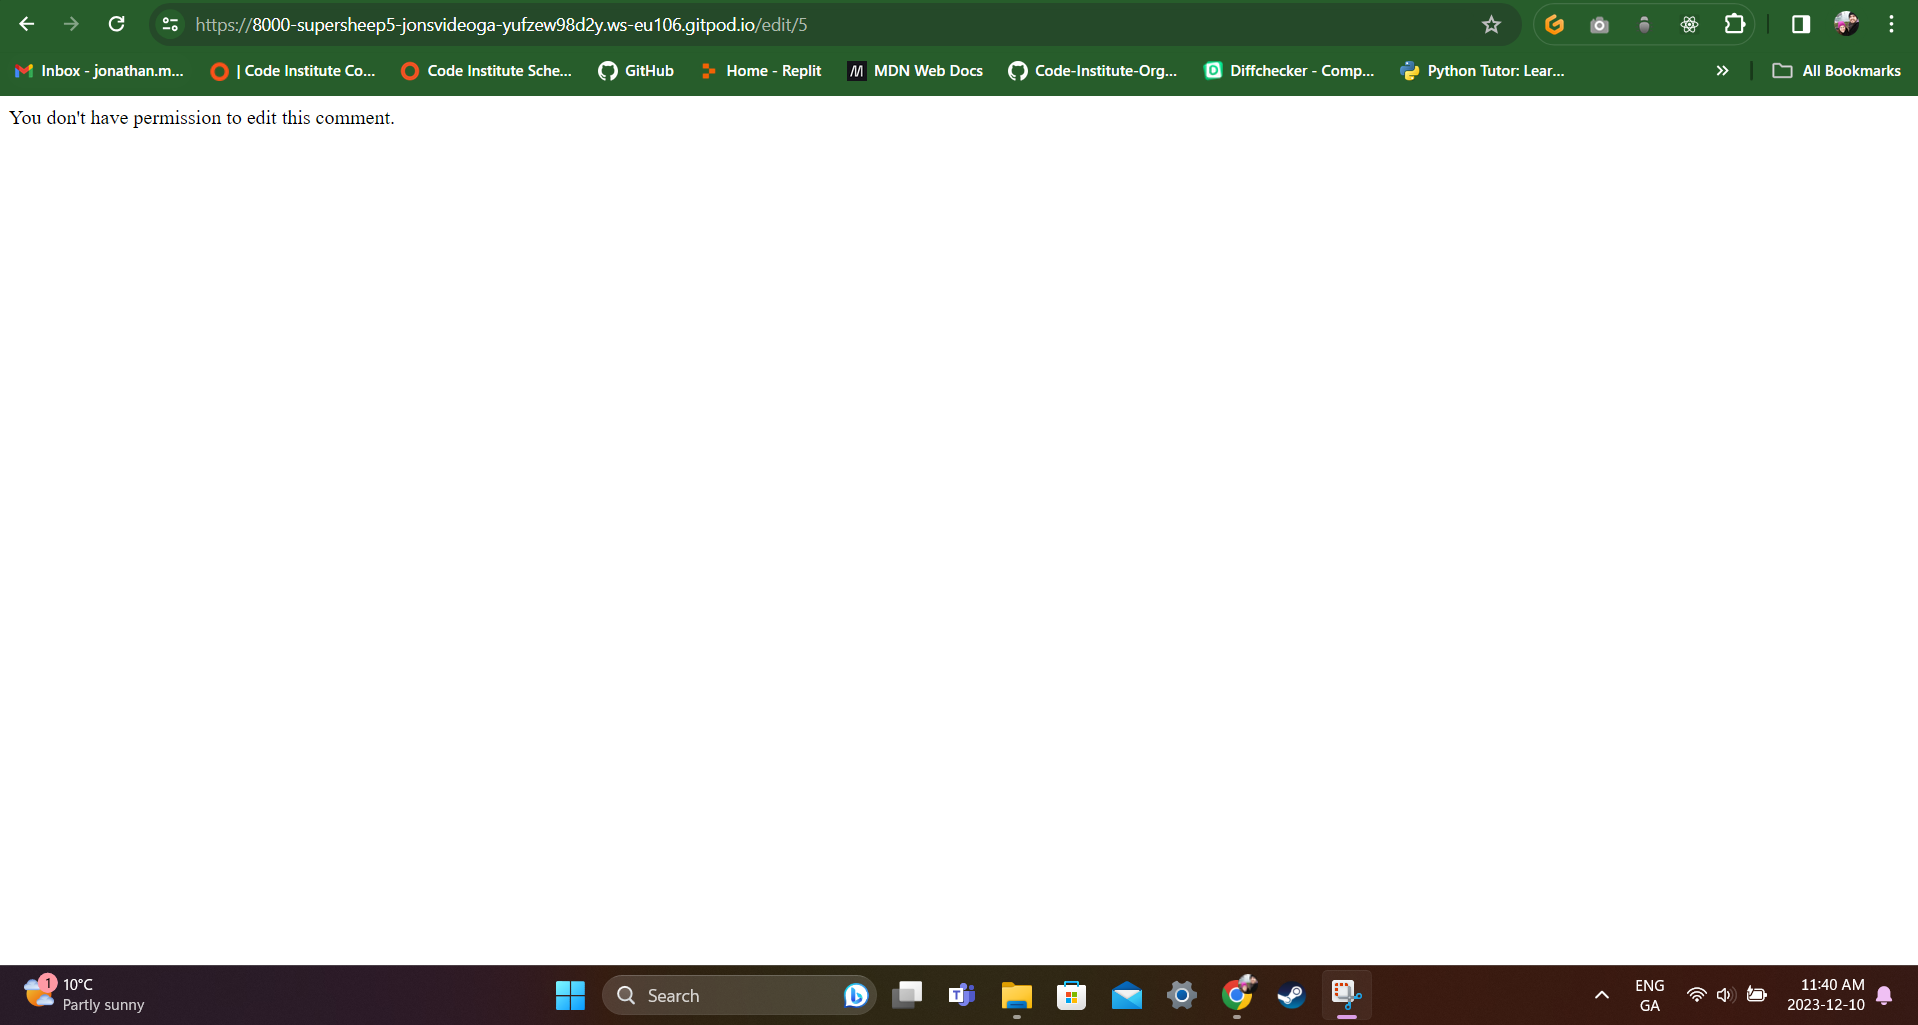 https://8000-supersheep5-jonsvideoga-yufzew98d2y.ws-eu106.gitpod.io/edit/5
Inbox - jonathan.m... | Code Institute Co... Code Institute Sche... GitHub Home - Replit MDN Web Docs Code-Institute-Org... Diffchecker - Comp... Python Tutor: Lear... » All Bookmarks
You don't have permission to edit this comment.
1 10°C
Partly sunny
Search
ENG
GA
11:40 AM
2023-12-10